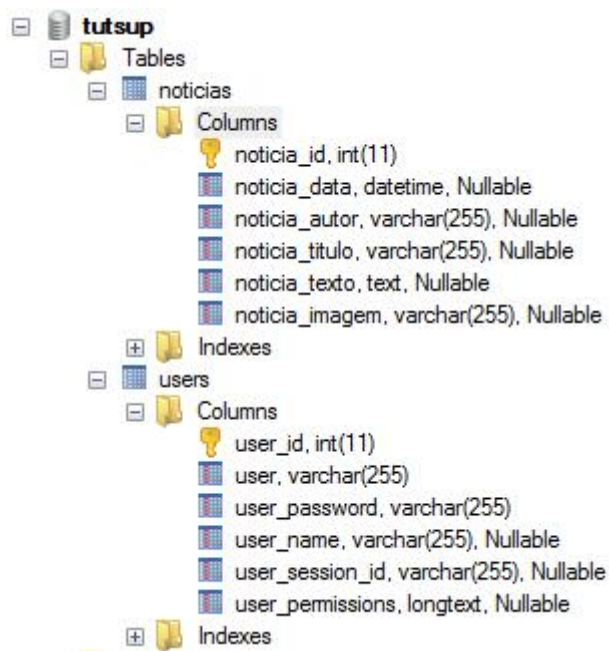 tutsup
Tables
noticias
Columns
noticia_id, int(11)
noticia_data, datetime, Nullable
noticia_autor, varchar(255), Nullable
noticia_titulo, varchar(255), Nullable
noticia_texto, text, Nullable
noticia_imagem, varchar(255), Nullable
Indexes
users
Columns
user_id, int(11)
user, varchar(255)
user_password, varchar(255)
user_name, varchar(255), Nullable
user_session_id, varchar(255), Nullable
user_permissions, longtext, Nullable
Indexes